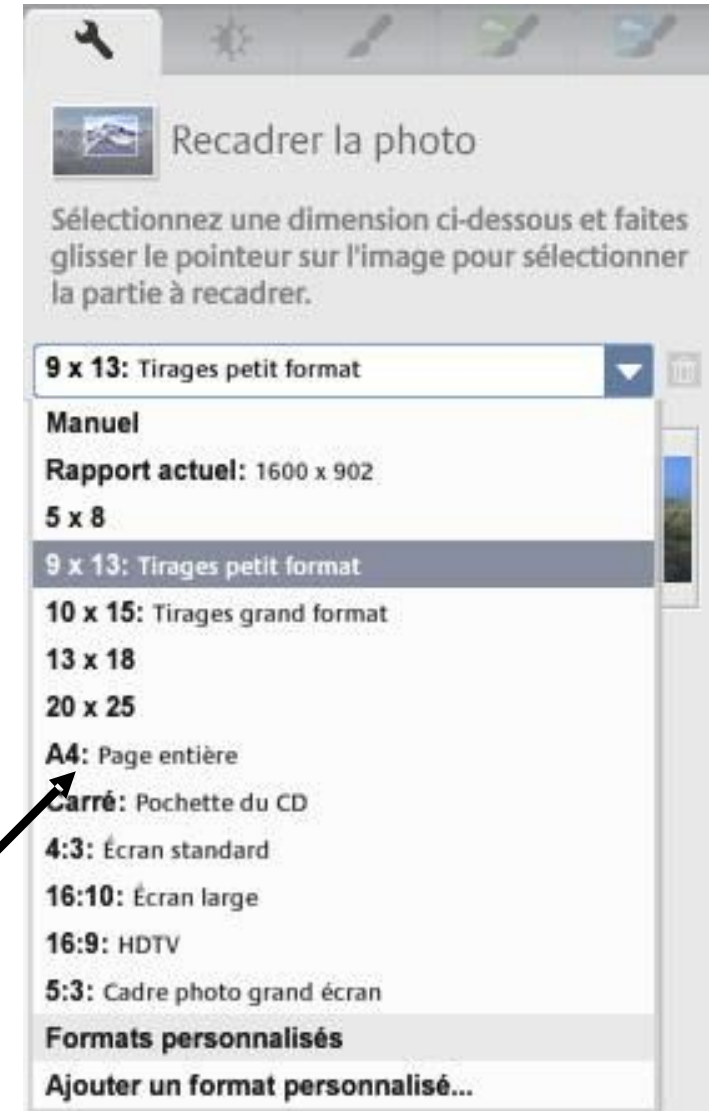 Recadrer la photo
Sélectionnez une dimension ci-dessous et faites
glisser le pointeur sur l'image pour sélectionner
la partie à recadrer.
9 x 13: Tirages petit format
Manuel
Rapport actuel: 1600 x 902
5 x 8
9 x 13: Tirages petit format
10 x 15: Tirages grand format
13 x 18
20 x 25
A4: Page entière
Carré: Pochette du CD
4:3: Écran standard
16:10: Écran large
16:9: HDTV
5:3: Cadre photo grand écran
Formats personnalisés
Ajouter un format personnalisé...